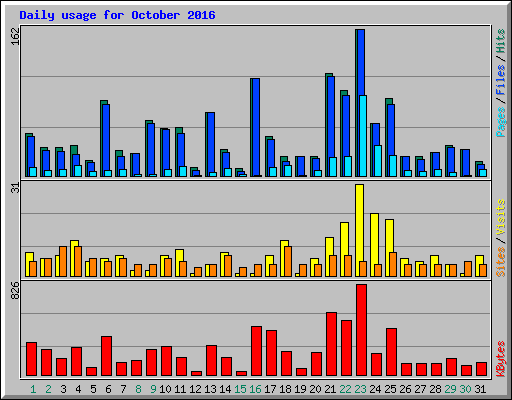 Daily usage for October 2016
162
Pages / Files / Hits
31
Sites / Visits
826
KBytes
1 2 3 4 5 6 7 8 9 10 11 12 13 14 15 16 17 18 19 20 21 22 23 24 25 26 27 28 29 30 31